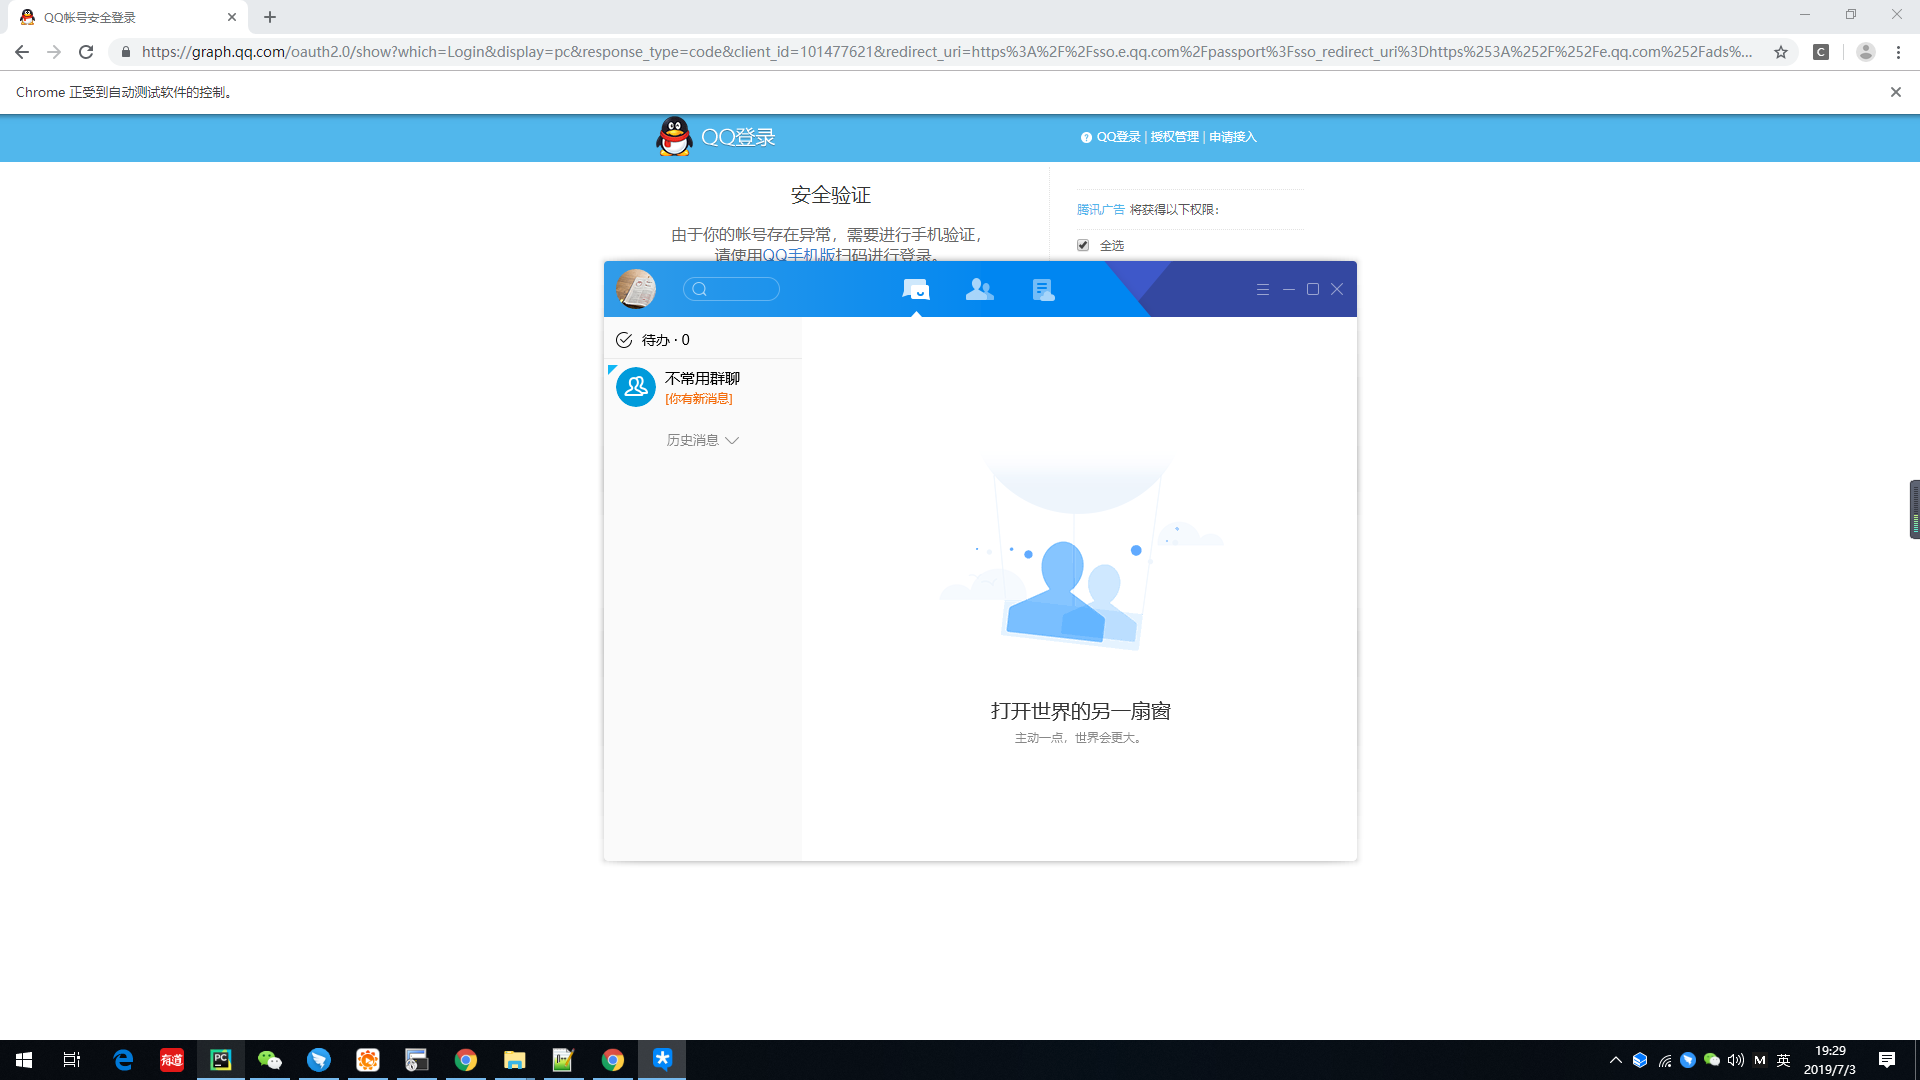 QQ帐号安全登录
https://graph.qq.com/oauth2.0/show?which=Login&display=pc&response_type=code&client_id=101477621&redirect_uri=https%3A%2F%2Fsso.e.qq.com%2Fpassport%3Fsso_redirect_uri%3Dhttps%253A%252F%252Fe.qq.com%252Fads%...
C
Chrome 正受到自动测试软件的控制。
QQ登录
? QQ登录 | 授权管理 | 申请接入
安全验证
由于你的帐号存在异常，需要进行手机验证，
请使用QQ手机版扫码进行登录。
腾讯广告 将获得以下权限：
全选
待办 · 0
不常用群聊
[你有新消息]
历史消息
打开世界的另一扇窗
主动一点，世界会更大。
有道
PC
M
英
19:29
2019/7/3